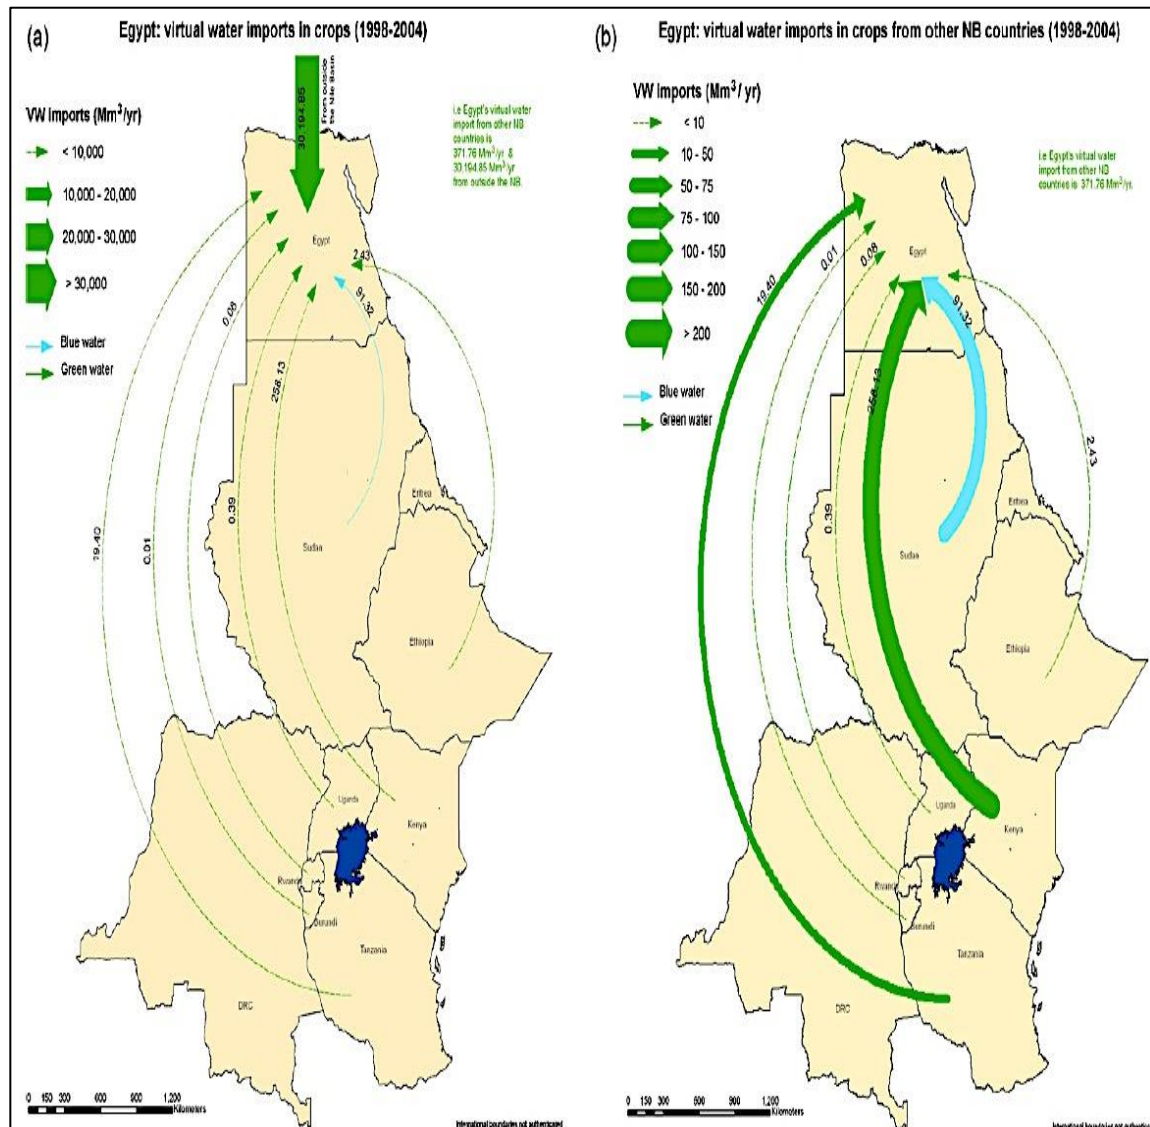 (a)
Egypt: virtual water imports in crops (1998-2004)
VW Imports (Mm³/yr)
< 10,000
10,000 - 20,000
20,000 - 30,000
> 30,000
Blue water
Green water
30,194.85
From outside
the Nile Basin
i.e Egypt's virtual water
import from other NB
countries is
371.76 Mm³/yr &
30,194.85 Mm³/yr
from outside the NB.
Egypt
2.43
91.32
0.08
258.13
0.39
0.01
19.40
Sudan
Eritrea
Ethiopia
Uganda
Kenya
Rwanda
Burundi
Tanzania
DRC
0 150 300 600 900 1,200
Kilometers
International boundaries not authenticated
(b)
Egypt: virtual water imports in crops from other NB countries (1998-2004)
VW Imports (Mm³/ yr)
< 10
10 - 50
50 - 75
75 - 100
100 - 150
150 - 200
> 200
Blue water
Green water
i.e Egypt's virtual water
import from other NB
countries is 371.76 Mm³/yr.
Egypt
0.01
0.08
19.40
91.32
258.13
2.43
0.39
Sudan
Eritrea
Ethiopia
Uganda
Kenya
Rwanda
Burundi
Tanzania
DRC
0 150 300 600 900 1,200
Kilometers
International boundaries not